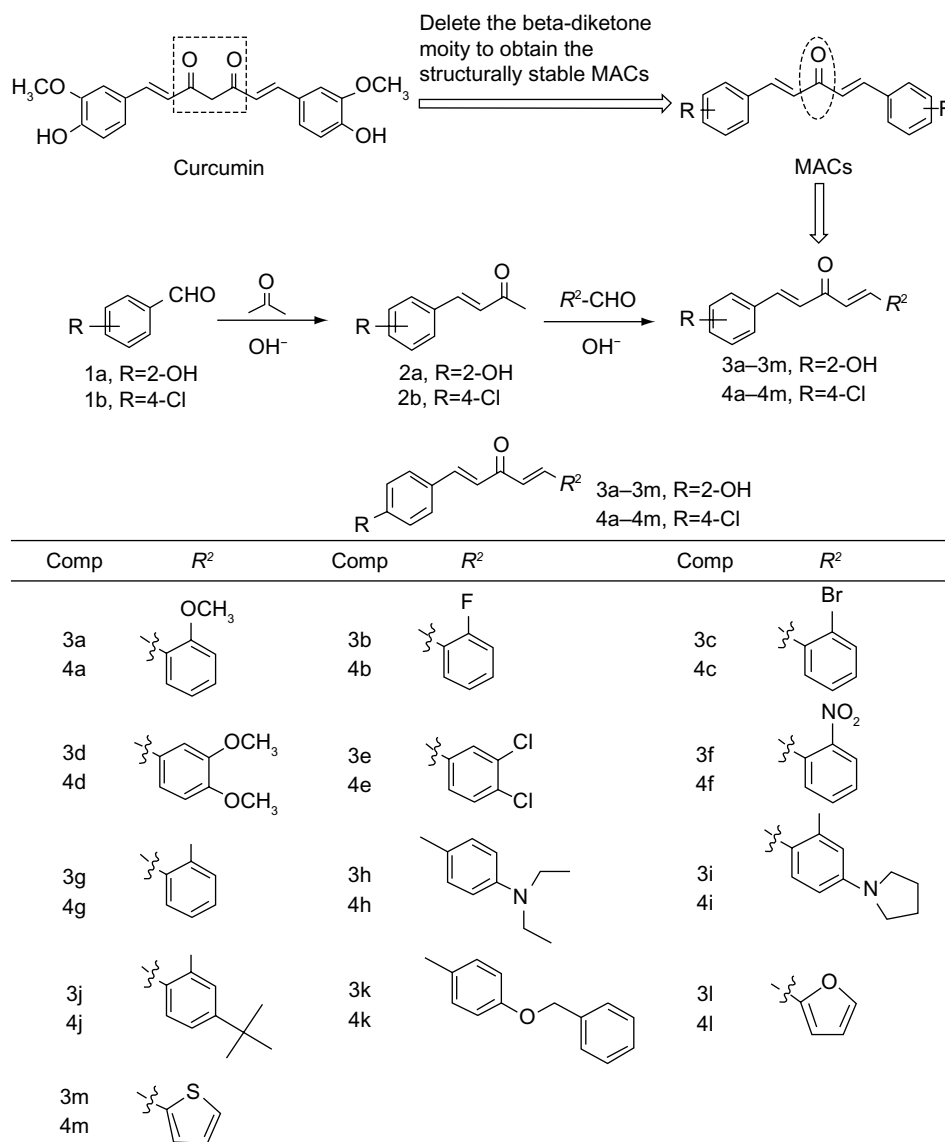 Delete the beta-diketone
moity to obtain the
structurally stable MACs
O O O
OCH3 OCH3
HO OH
R R
Curcumin MACs
O O O
CHO R²-CHO R²
R OH⁻ R OH⁻ R
1a, R=2-OH 2a, R=2-OH 3a–3m, R=2-OH
1b, R=4-Cl 2b, R=4-Cl 4a–4m, R=4-Cl
O
R² 3a–3m, R=2-OH
R 4a–4m, R=4-Cl
Comp R² Comp R² Comp R²
OCH3 F Br
3a 3b 3c
4a 4b 4c
NO2
3d OCH3 3e Cl 3f
4d OCH3 4e Cl 4f
3g 3h 3i
4g N 4h N 4i
3j 3k O 3l
4j O 4k 4l
3m S
4m